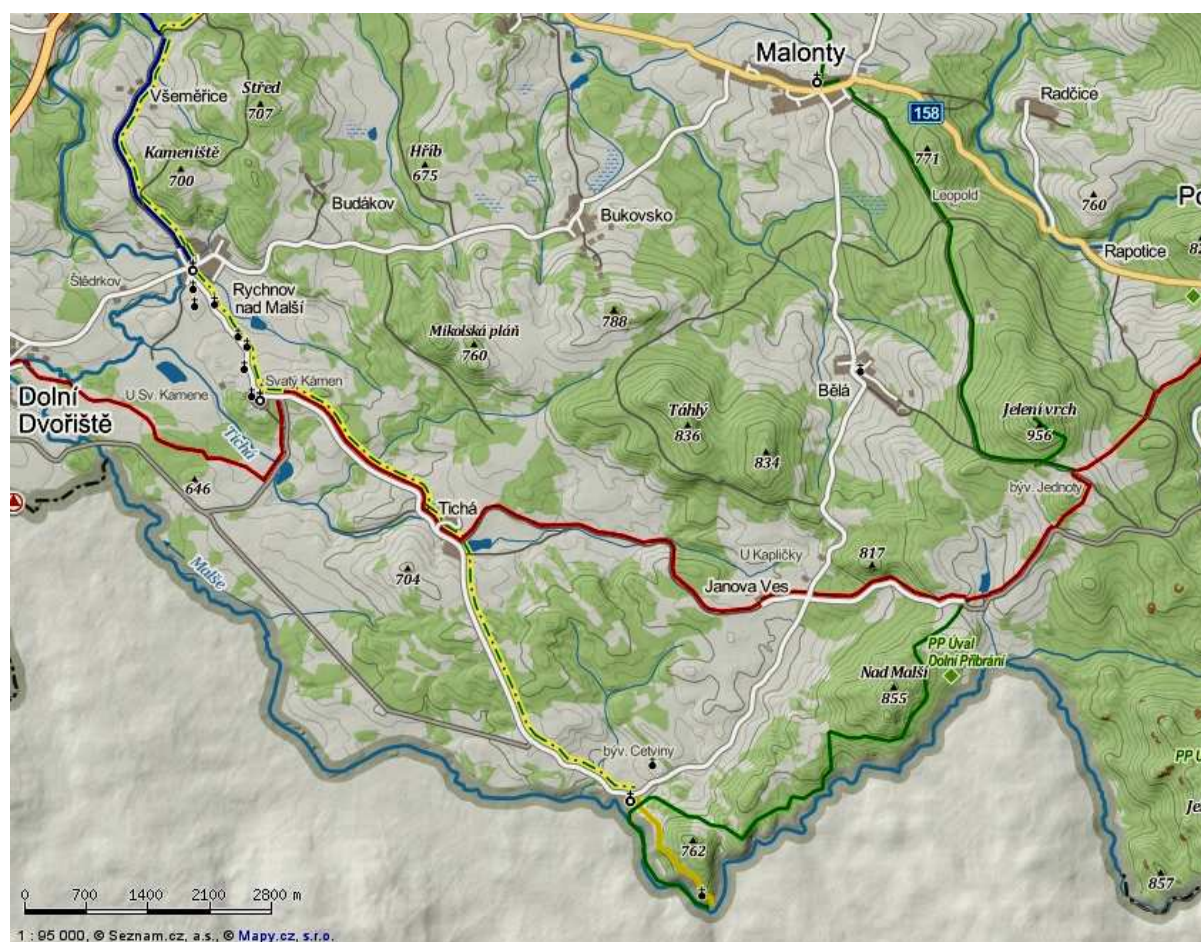 Malonty
Všeměřice
Střed
707
158
Radčice
Kameniště
700
Hříb
675
771
Leopold
760
Budákov
Bukovsko
Rapotice
Štědrkov
Rychnov
nad Malší
788
Mikolská pláň
760
Svatý Kámen
U Sv. Kamene
Bělá
Dolní
Dvořiště
Tichá
Táhlý
836
834
Jelení vrch
956
býv. Jednoty
646
Tichá
Malše
704
U Kapličky
817
Janova Ves
PP Úval
Dolní Příbraní
Nad Malší
855
býv. Cetviny
762
857
0 700 1400 2100 2800 m
1 : 95 000, © Seznam.cz, a.s., © Mapy.cz, s.r.o.